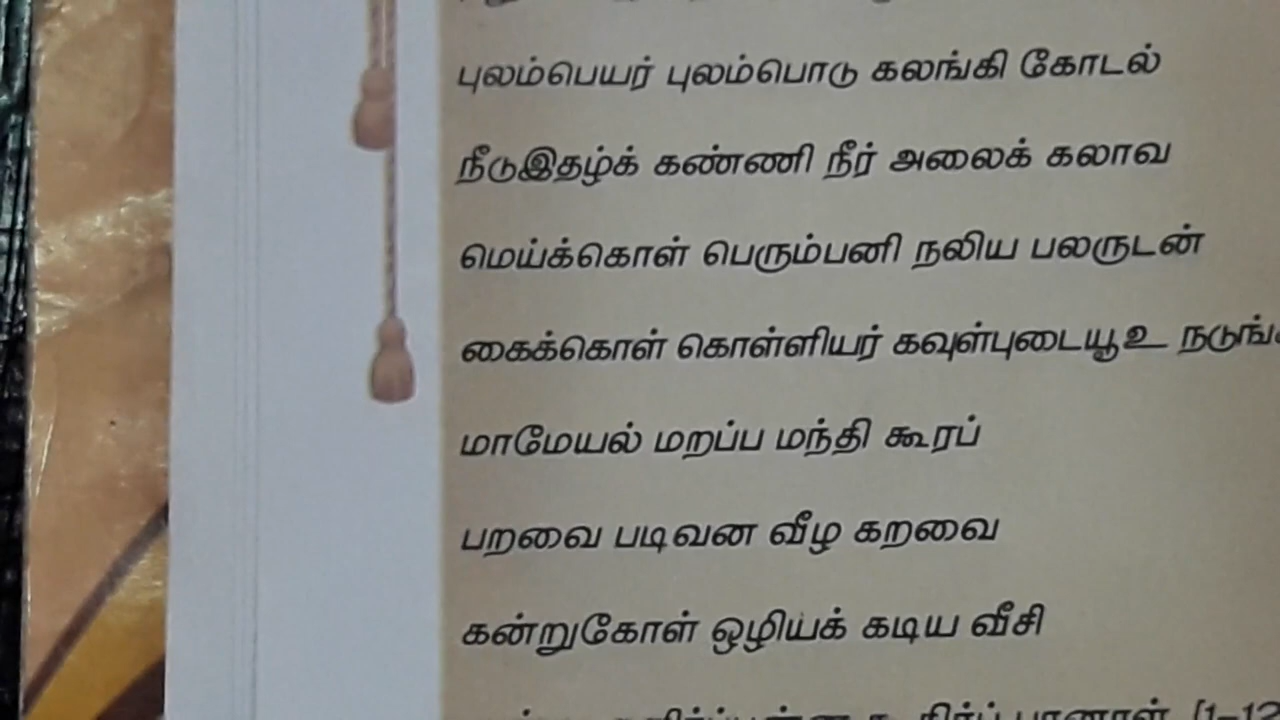 புலம்பெயர் புலம்பொடு கலங்கி கோடல்
நீடுஇதழ்க் கண்ணி நீர் அலைக் கலாவ
மெய்க்கொள் பெரும்பனி நலிய பலருடன்
கைக்கொள் கொள்ளியர் கவுள்புடையூஉ
மாமேயல் மறப்ப மந்தி கூரப்
பறவை படிவன வீழ கறவை
கன்றுகோள் ஒழியக் கடிய வீசி